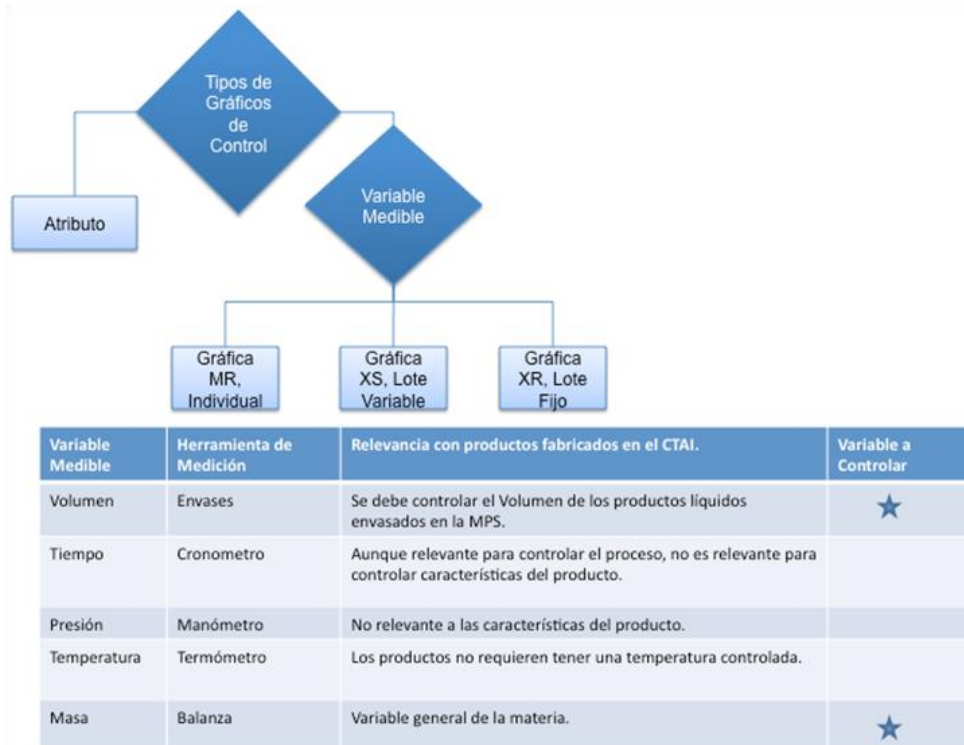 Tipos de
Gráficos
de
Control
Atributo
Variable
Medible
Gráfica
MR,
Individual
Gráfica
XS, Lote
Variable
Gráfica
XR, Lote
Fijo
Variable
Medible
Herramienta de
Medición
Relevancia con productos fabricados en el CTAI.
Variable a
Controlar
Volumen
Envases
Se debe controlar el Volumen de los productos líquidos
envasados en la MPS.
Tiempo
Cronometro
Aunque relevante para controlar el proceso, no es relevante para
controlar características del producto.
Presión
Manómetro
No relevante a las características del producto.
Temperatura
Termómetro
Los productos no requieren tener una temperatura controlada.
Masa
Balanza
Variable general de la materia.